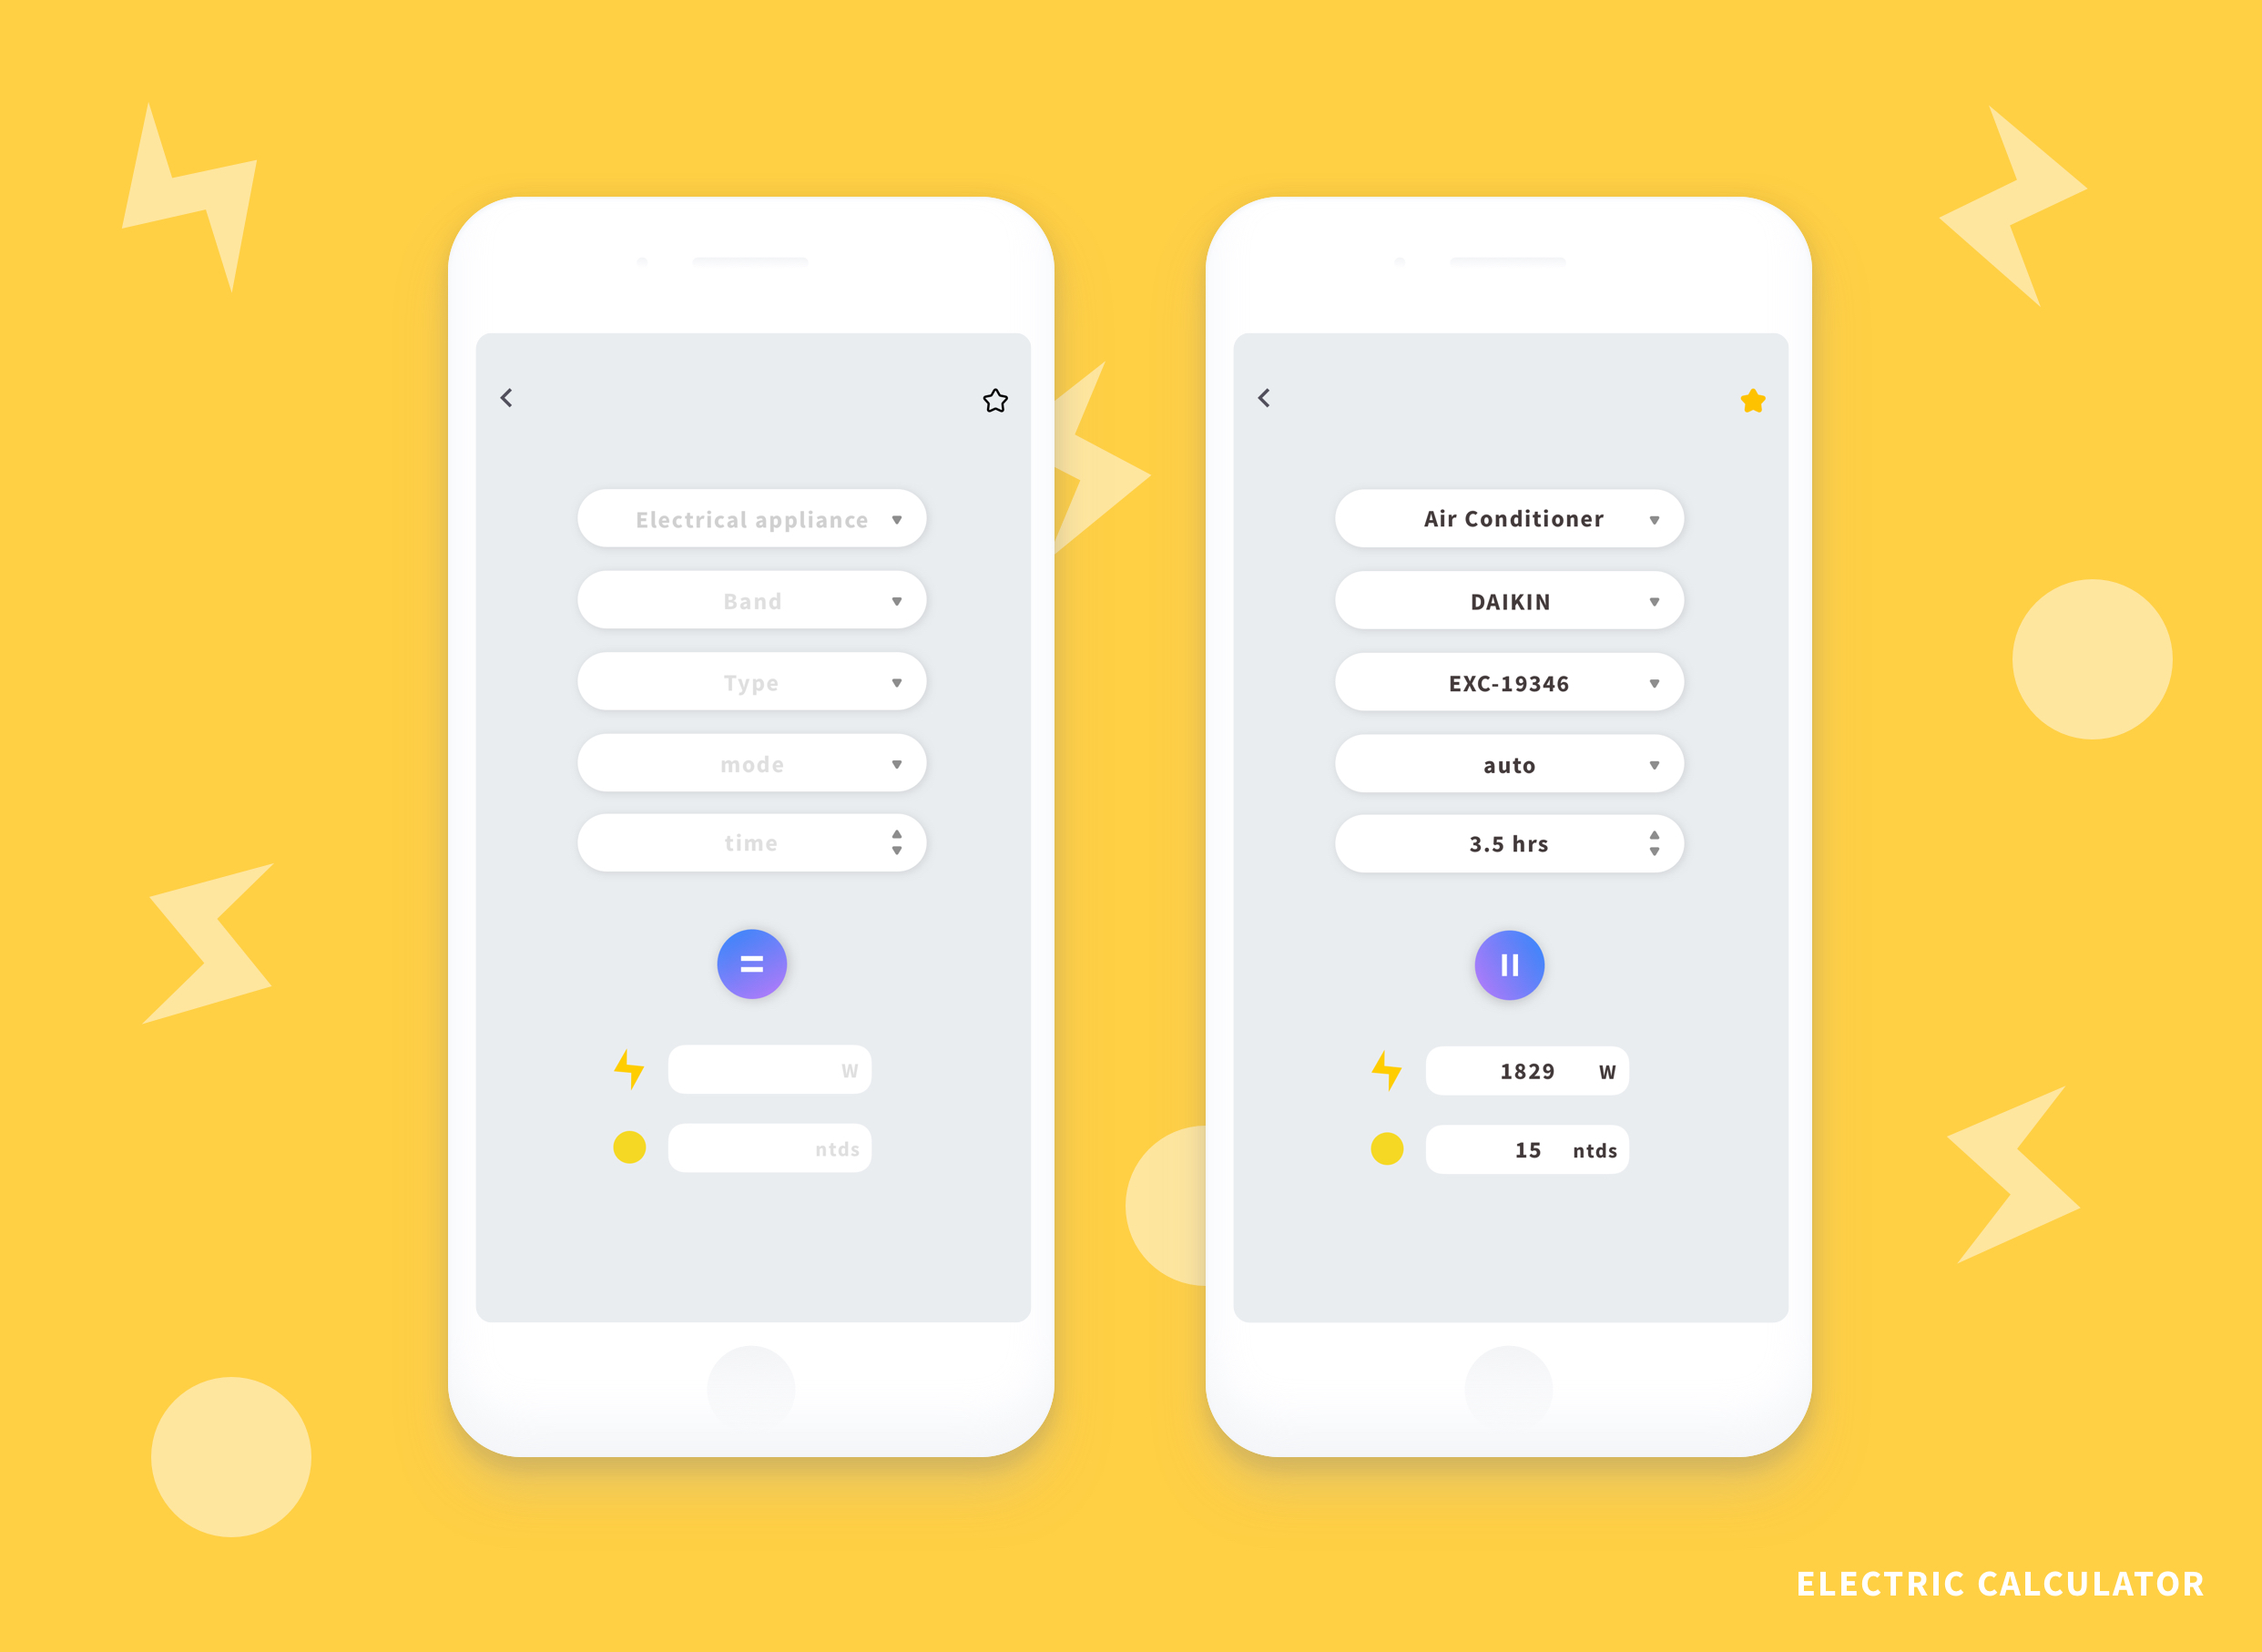 Electrical appliance
Band
Type
mode
time
W
ntds
Air Conditioner
DAIKIN
EXC-19346
auto
3.5 hrs
1829 W
15 ntds
ELECTRIC CALCULATOR